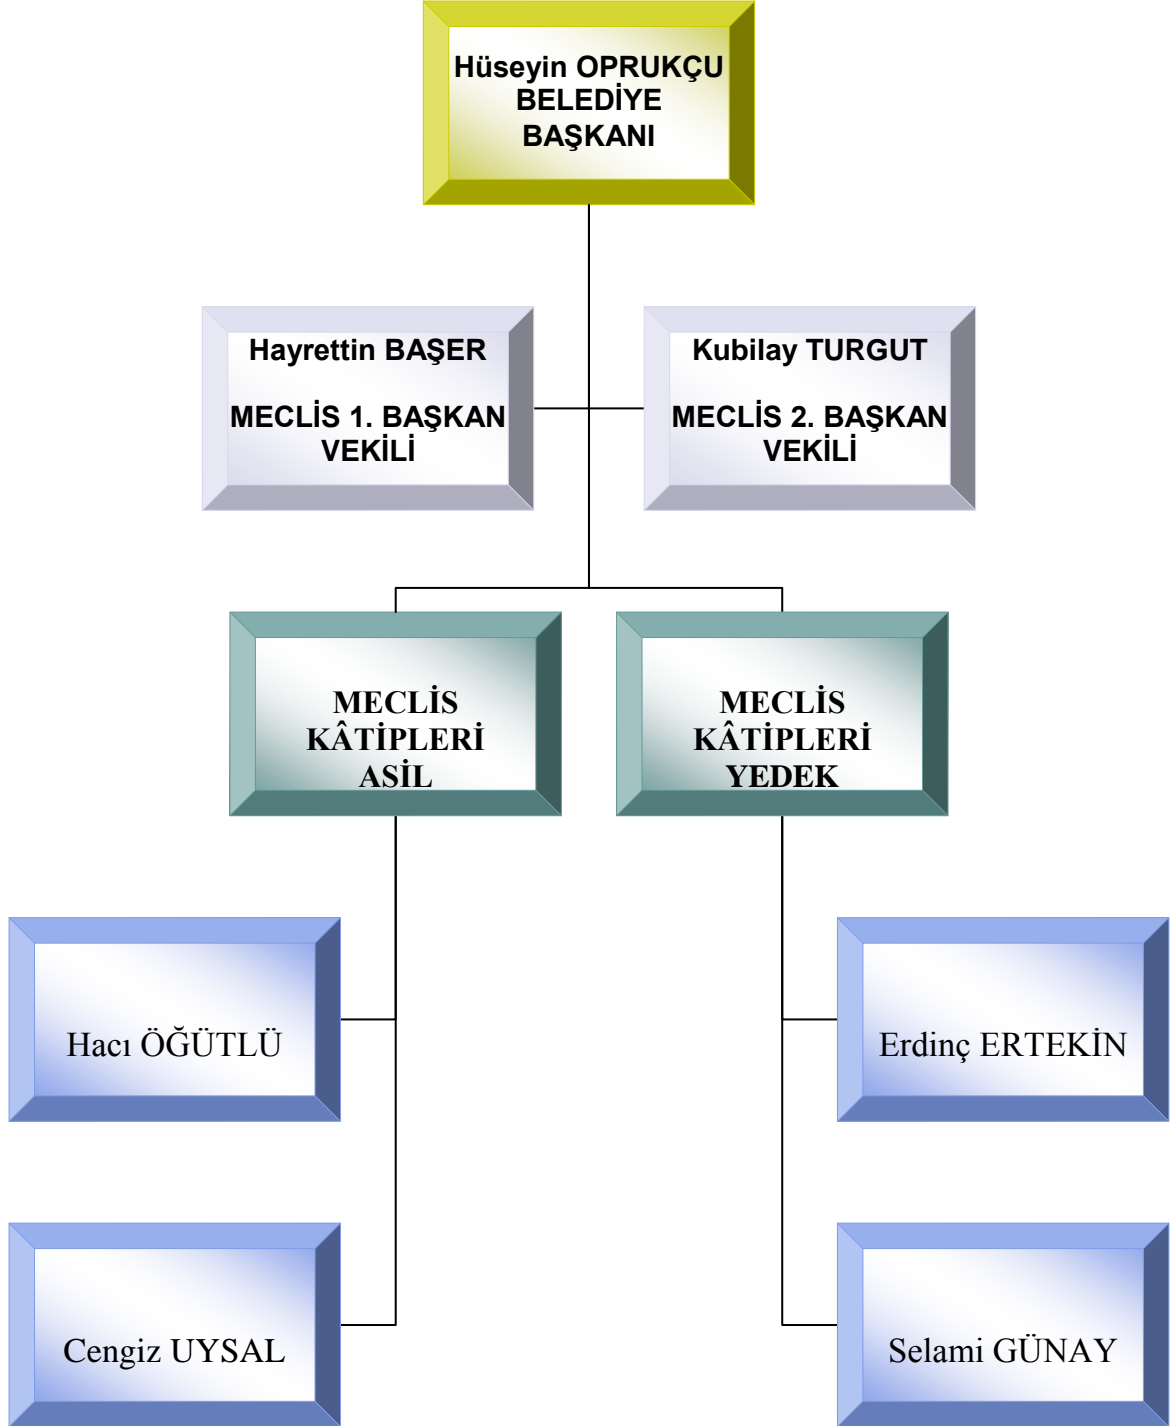 Hüseyin OPRUKÇU
BELEDİYE
BAŞKANI
Hayrettin BAŞER
MECLİS 1. BAŞKAN
VEKİLİ
Kubilay TURGUT
MECLİS 2. BAŞKAN
VEKİLİ
MECLİS
KÂTİPLERİ
ASİL
MECLİS
KÂTİPLERİ
YEDEK
Hacı ÖĞÜTLÜ
Erdinç ERTEKİN
Cengiz UYSAL
Selami GÜNAY